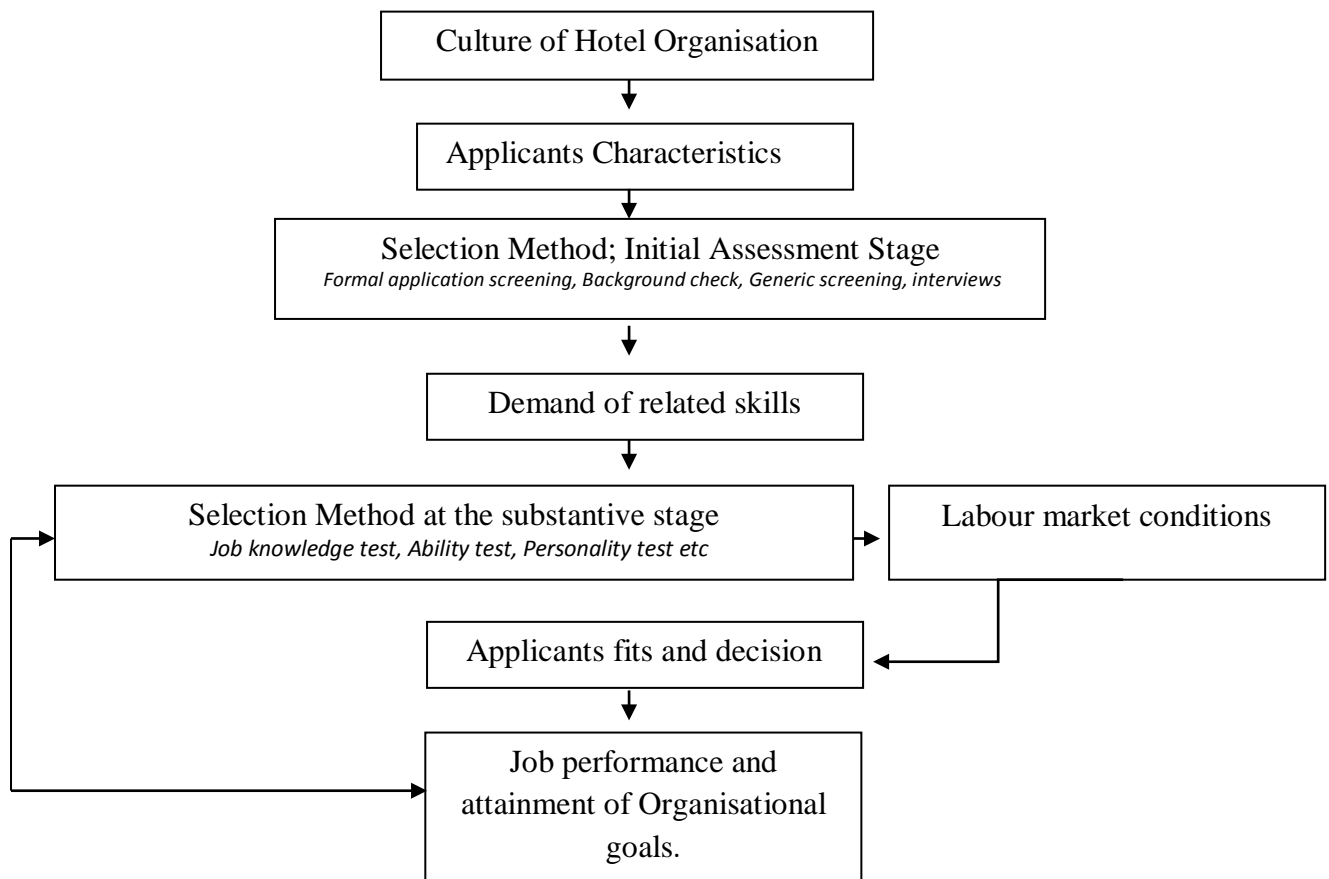 Culture of Hotel Organisation
Applicants Characteristics
Selection Method; Initial Assessment Stage
Formal application screening, Background check, Generic screening, interviews
Demand of related skills
Selection Method at the substantive stage
Job knowledge test, Ability test, Personality test etc
Labour market conditions
Applicants fits and decision
Job performance and
attainment of Organisational
goals.